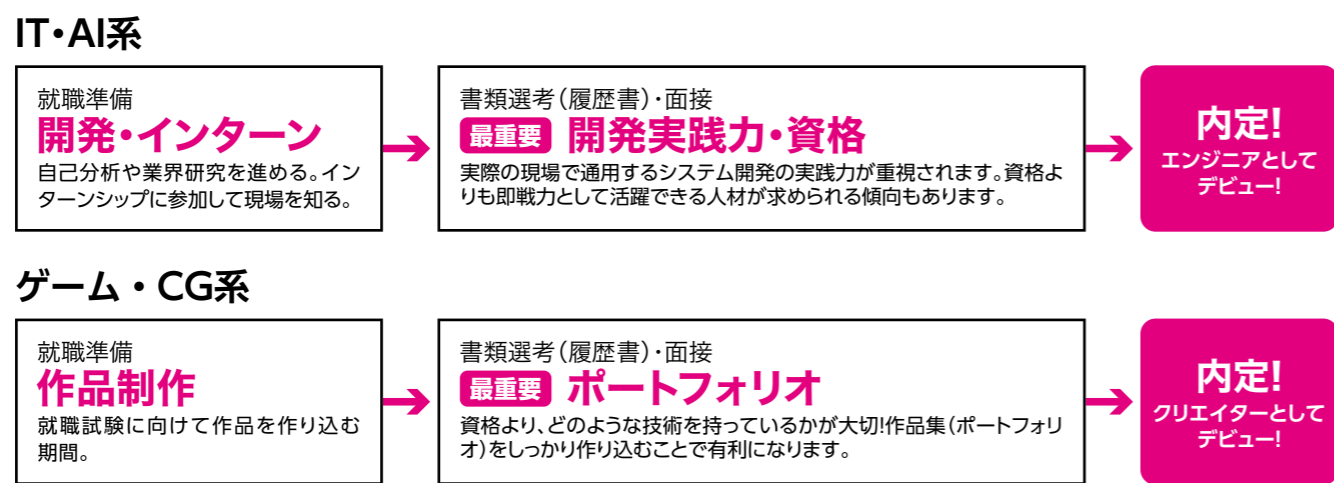 IT・AI系
就職準備
開発・インターン
自己分析や業界研究を進める。イン
ターンシップに参加して現場を知る。
書類選考（履歴書）・面接
最重要 開発実践力・資格
実際の現場で通用するシステム開発の実践力が重視されます。資格よ
りも即戦力として活躍できる人材が求められる傾向もあります。
内定!
エンジニアとして
デビュー!
ゲーム・CG系
就職準備
作品制作
就職試験に向けて作品を作り込む
期間。
書類選考（履歴書）・面接
最重要 ポートフォリオ
資格より、どのような技術を持っているかが大切!作品集（ポートフォリ
オ）をしっかり作り込むことで有利になります。
内定!
クリエイターとして
デビュー!